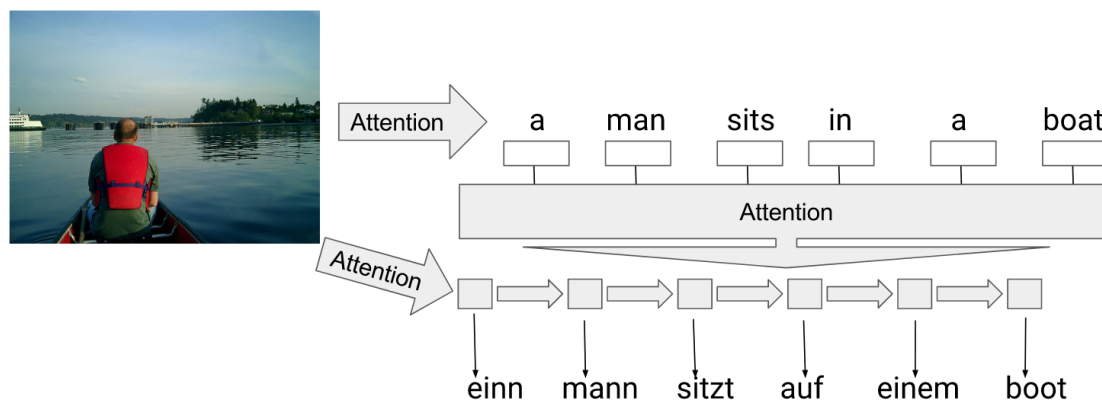 Attention
a man sits in a boat
Attention
Attention
einn mann sitzt auf einem boot